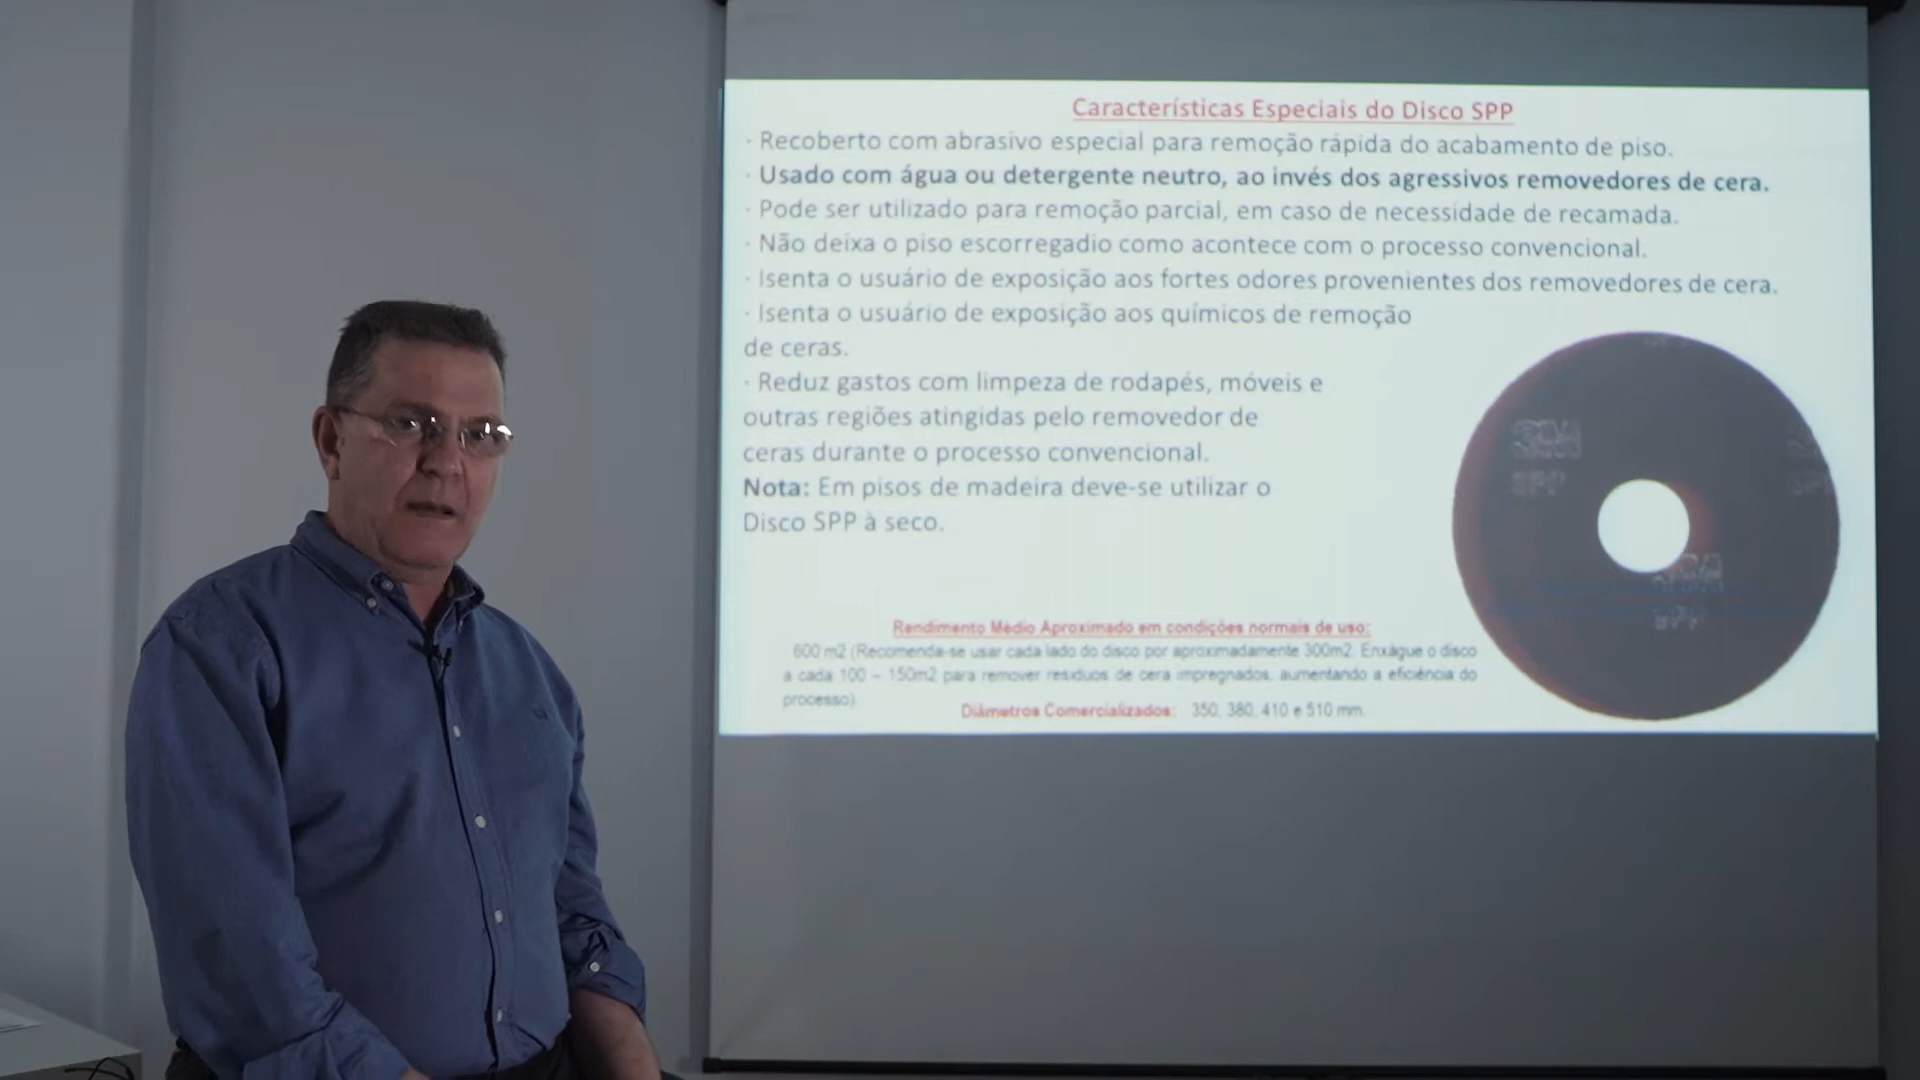 Características Especiais do Disco SPP
· Recoberto com abrasivo especial para remoção rápida do acabamento de piso.
· Usado com água ou detergente neutro, ao invés dos agressivos removedores de cera.
· Pode ser utilizado para remoção parcial, em caso de necessidade de recamada.
· Não deixa o piso escorregadio como acontece com o processo convencional.
· Isenta o usuário de exposição aos fortes odores provenientes dos removedores de cera.
· Isenta o usuário de exposição aos químicos de remoção
de ceras.
· Reduz gastos com limpeza de rodapés, móveis e
outras regiões atingidas pelo removedor de
ceras durante o processo convencional.
Nota: Em pisos de madeira deve-se utilizar o
Disco SPP à seco.
SPP
SPP
Rendimento Médio Aproximado em condições normais de uso:
600 m2 (Recomenda-se usar cada lado do disco por aproximadamente 300m2. Enxágue o disco
a cada 100 – 150m2 para remover resíduos de cera impregnados, aumentando a eficiência do
processo).
Diâmetros Comercializados: 350, 380, 410 e 510 mm.